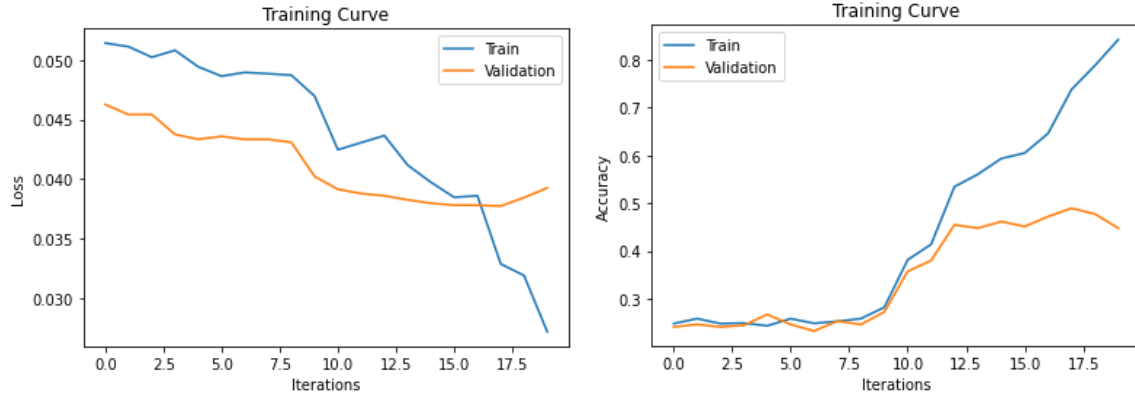 Training Curve
Train
Validation
0.050
0.045
0.040
0.035
0.030
Loss
0.0
2.5
5.0
7.5
10.0
12.5
15.0
17.5
Iterations
Training Curve
Train
Validation
0.8
0.7
0.6
0.5
0.4
0.3
Accuracy
0.0
2.5
5.0
7.5
10.0
12.5
15.0
17.5
Iterations